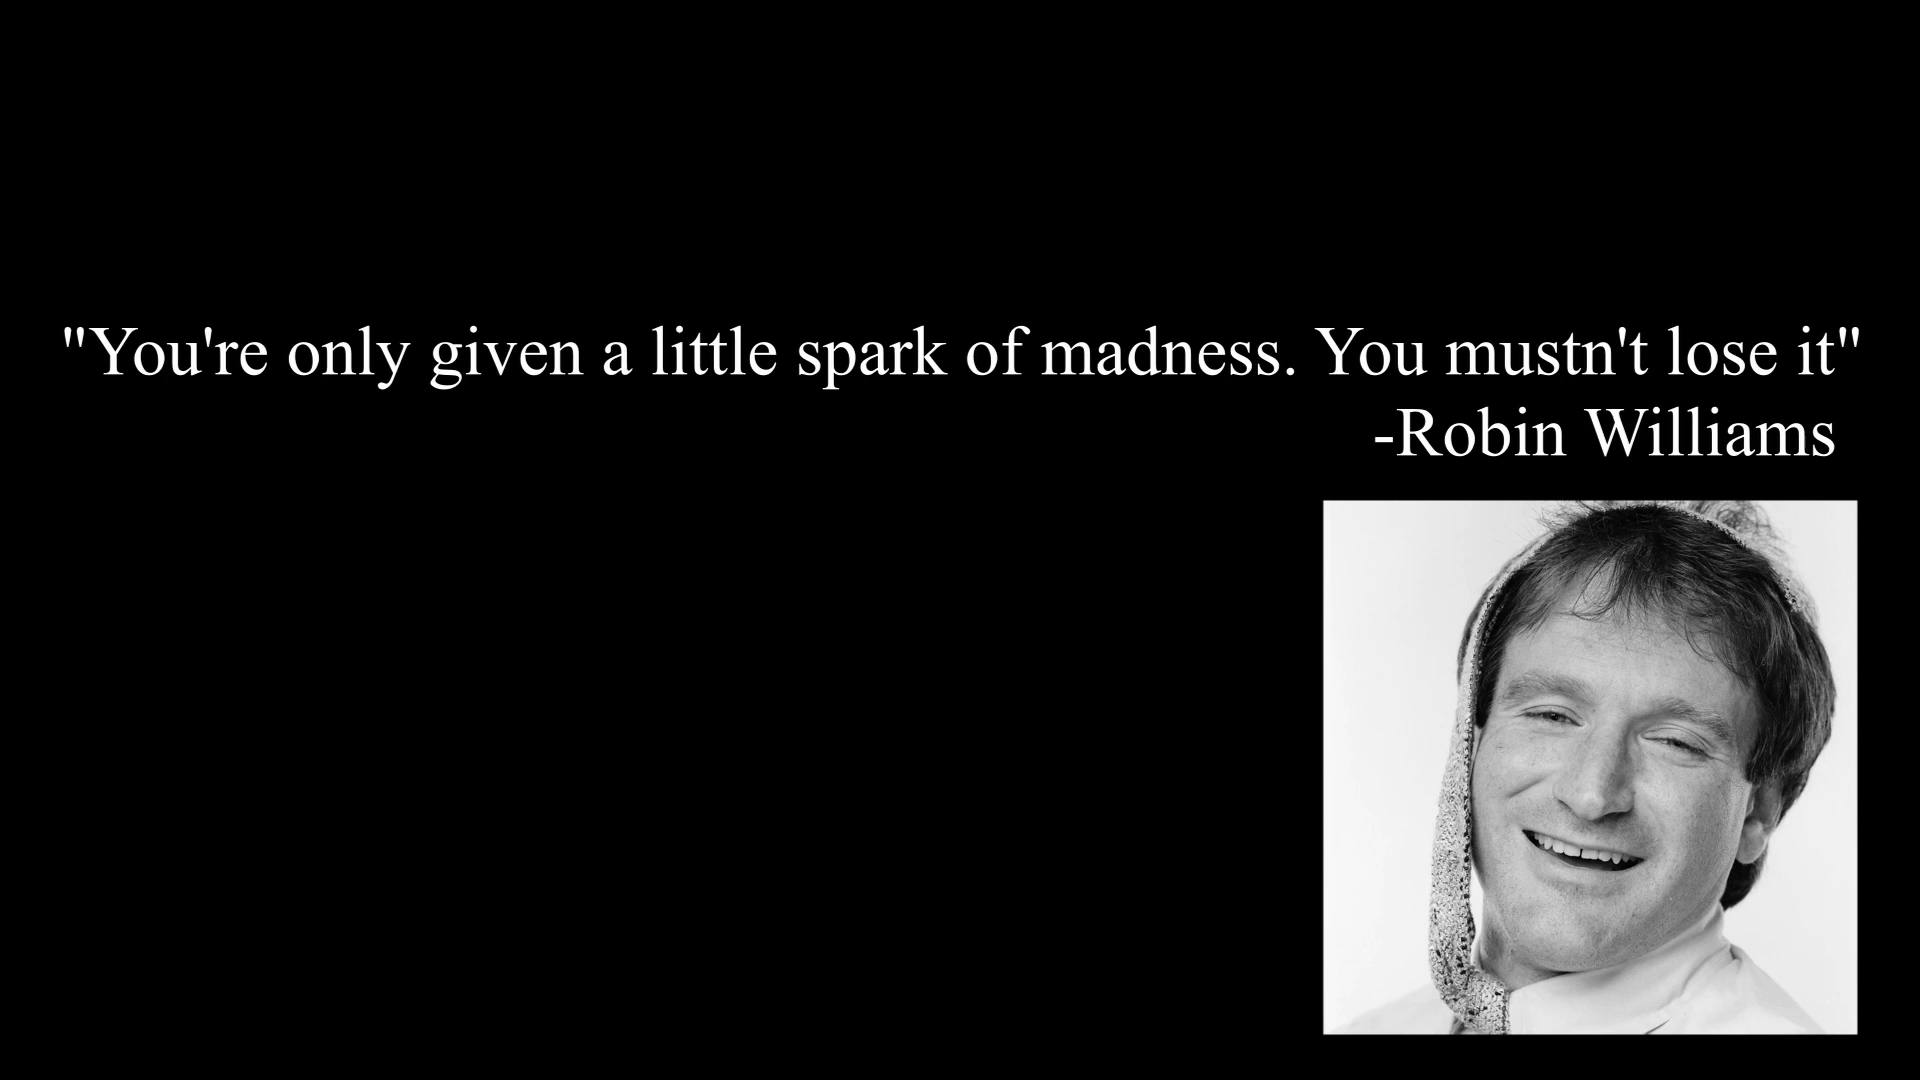 "You're only given a little spark of madness. You mustn't lose it"
-Robin Williams